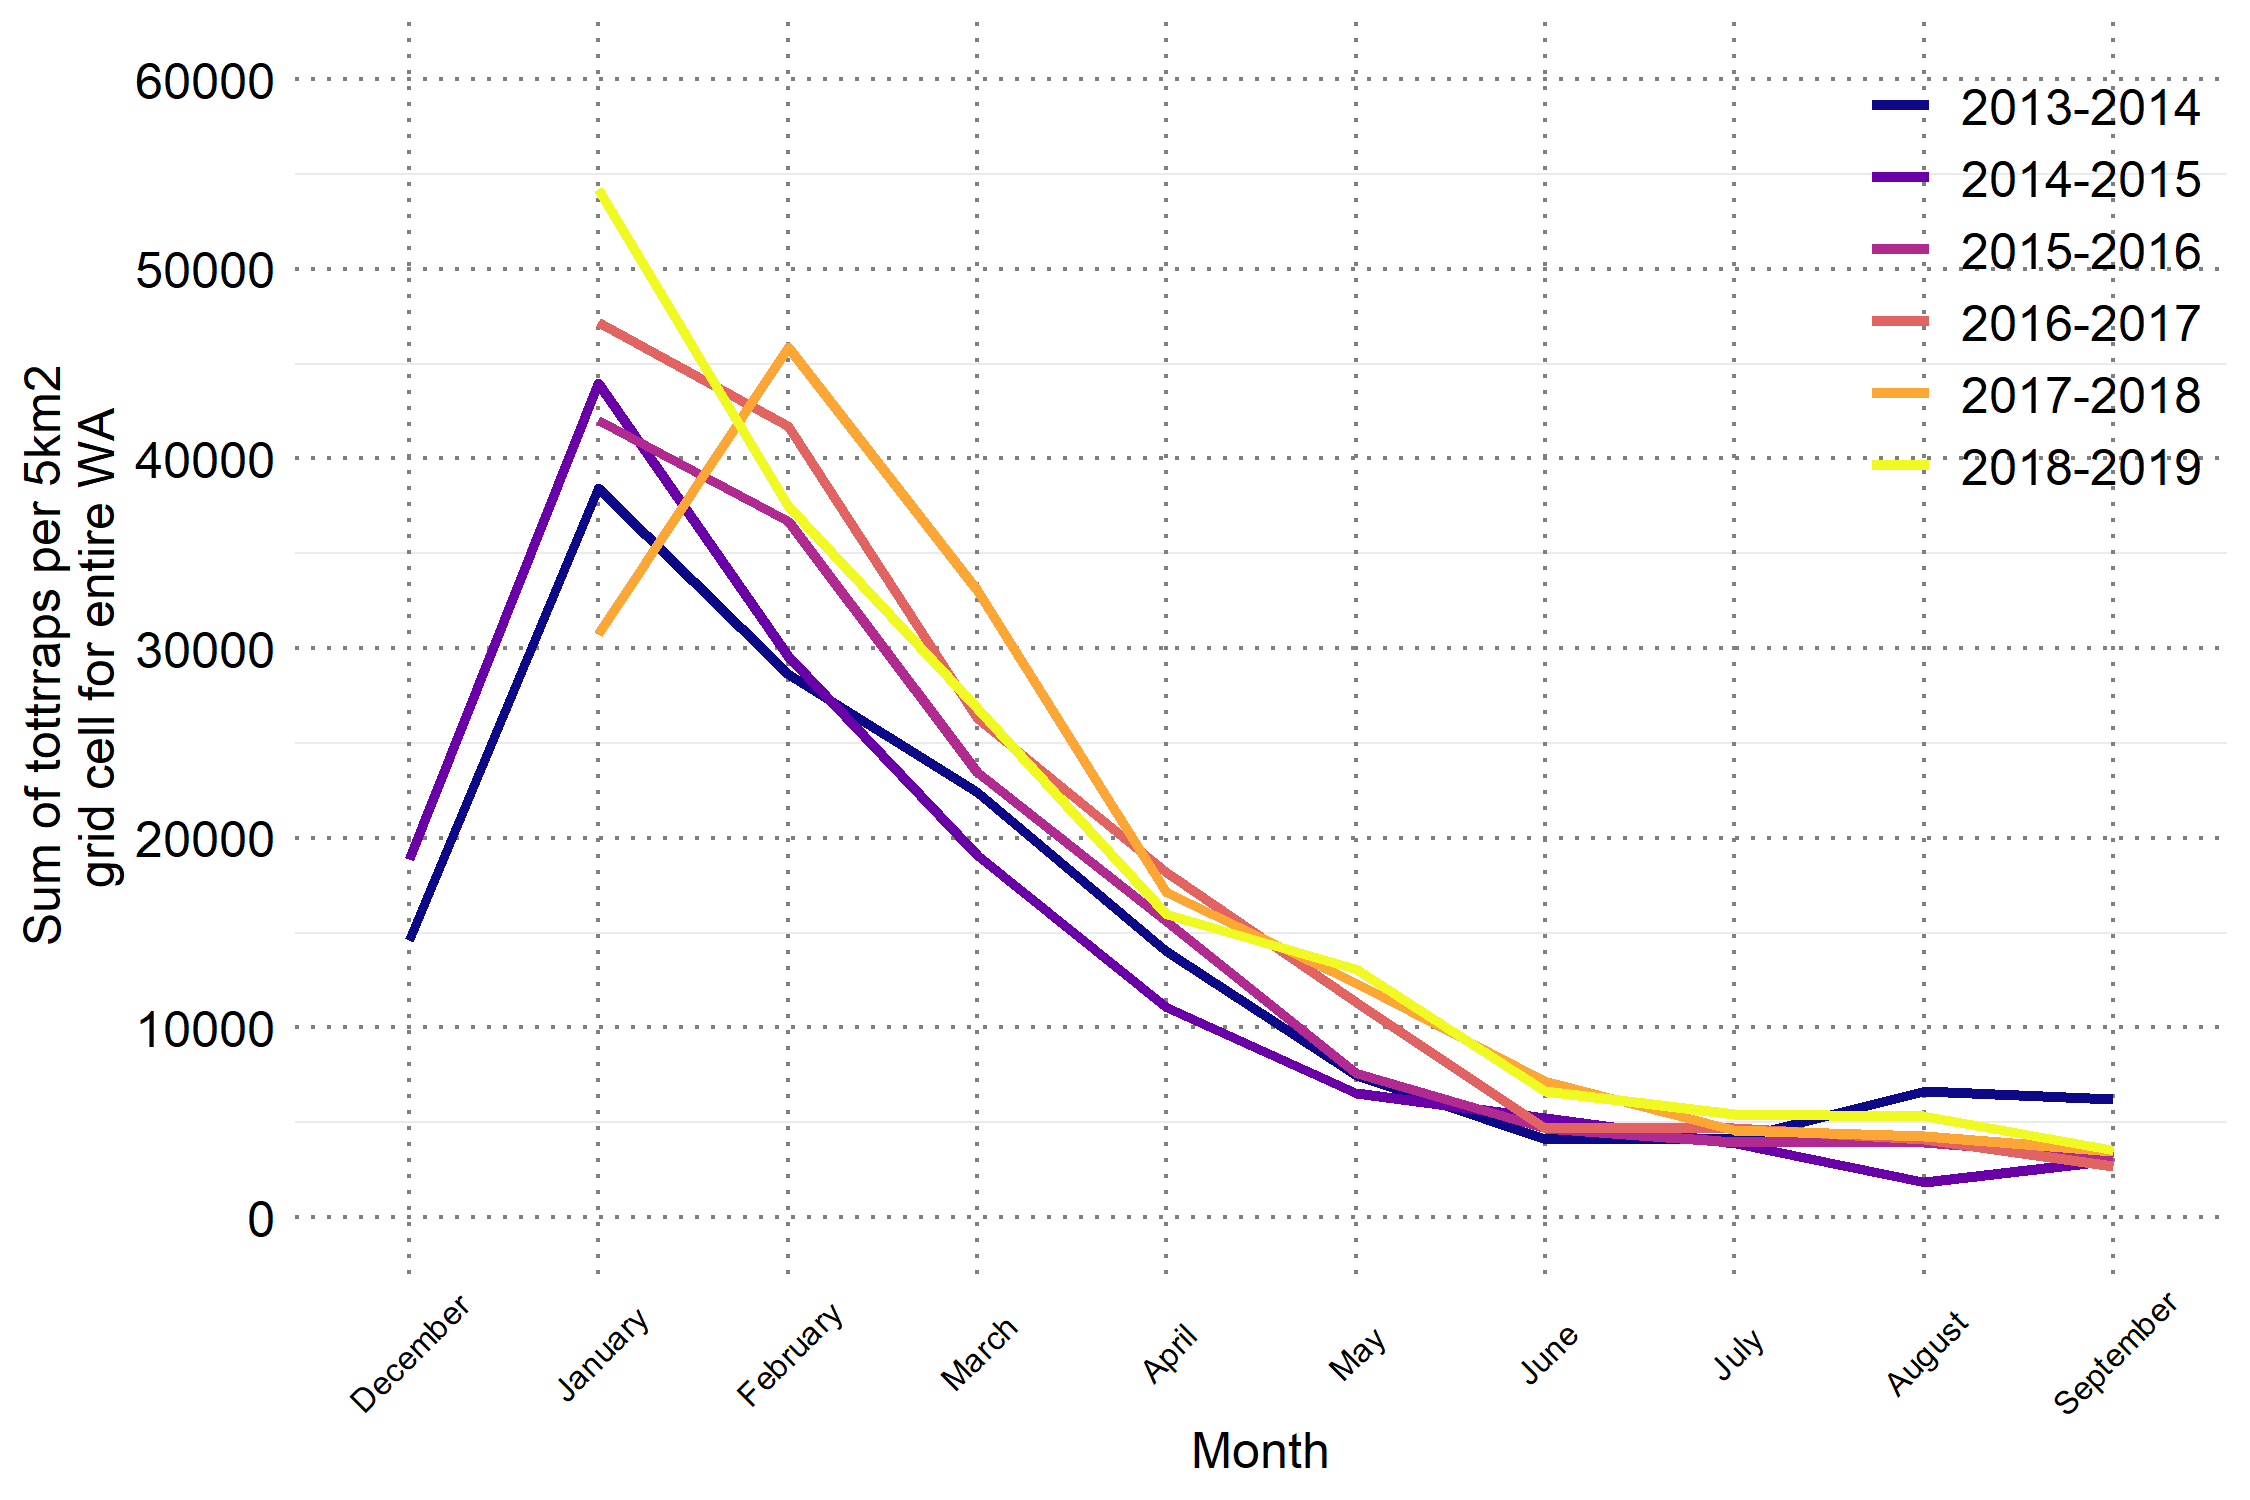 Sum of tottrraps per 5km2
grid cell for entire WA
60000
50000
40000
30000
20000
10000
0
2013-2014
2014-2015
2015-2016
2016-2017
2017-2018
2018-2019
December
January
February
March
April
May
June
July
August
September
Month